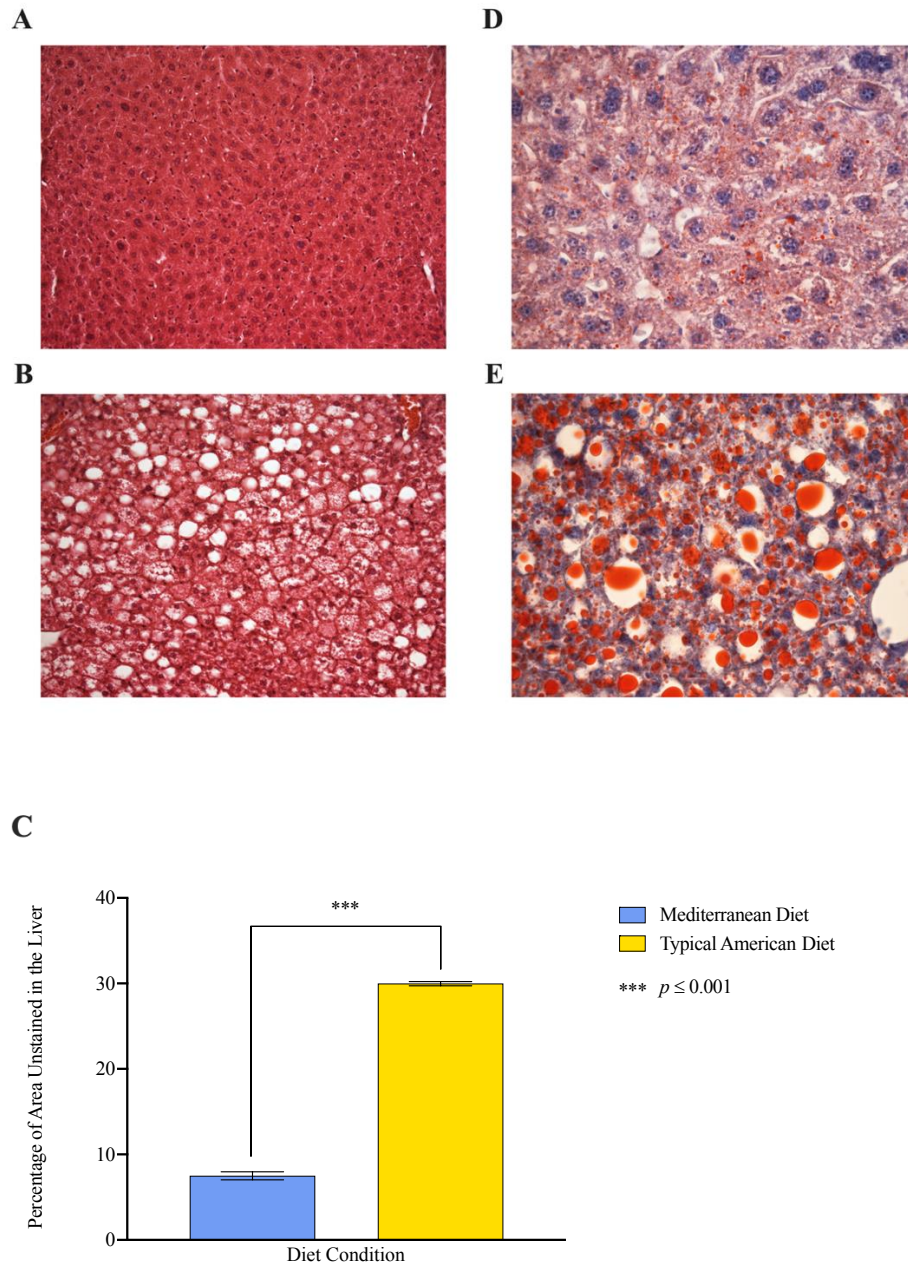 A
D
B
E
C
Percentage of Area Unstained in the Liver
40
30
20
10
0
***
Diet Condition
Mediterranean Diet
Typical American Diet
*** p ≤ 0.001